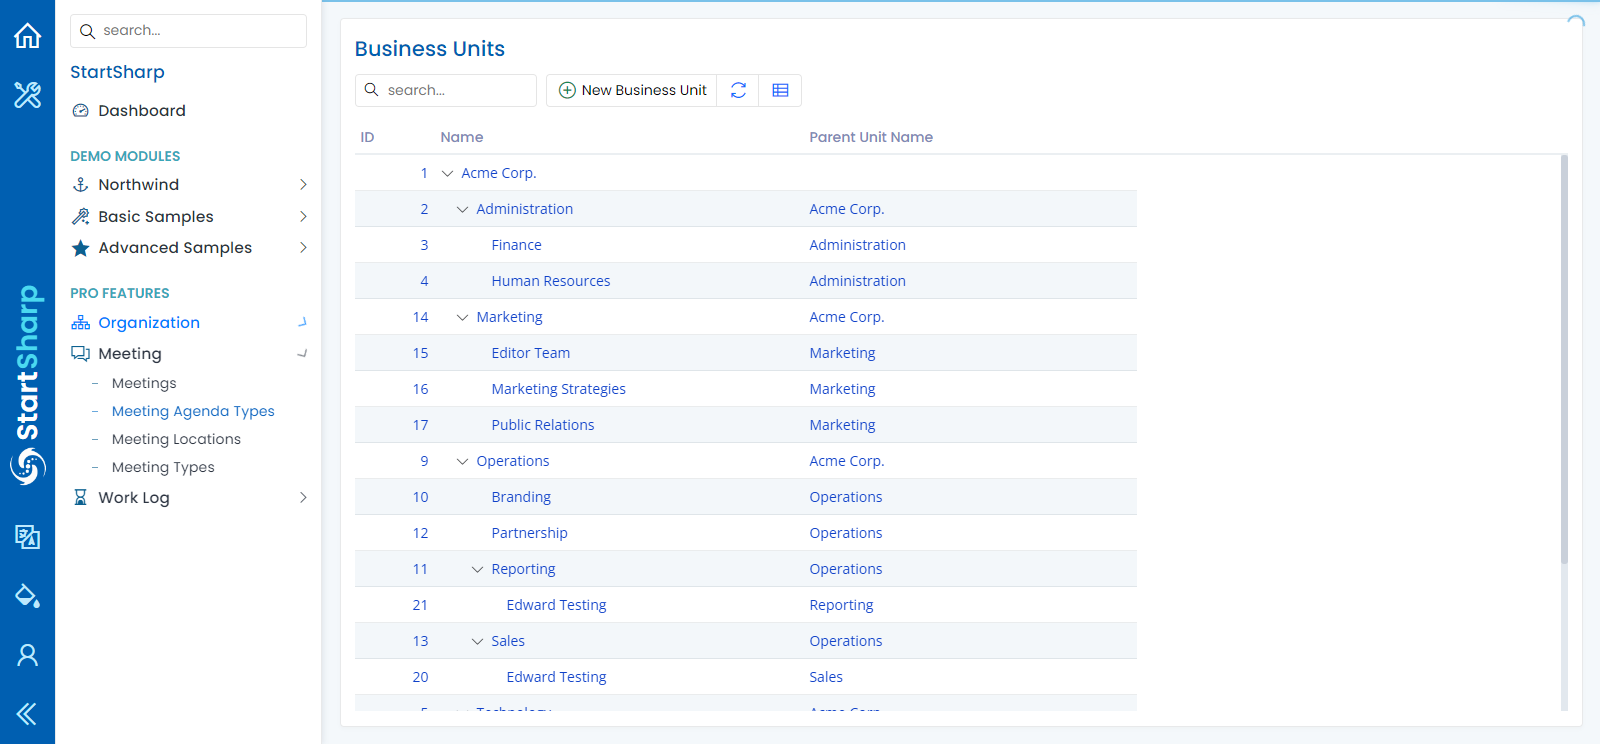 search...
StartSharp
Dashboard
DEMO MODULES
Northwind
Basic Samples
Advanced Samples
PRO FEATURES
Organization
Meeting
- Meetings
- Meeting Agenda Types
- Meeting Locations
- Meeting Types
Work Log
StartSharp
Business Units
search...
New Business Unit
ID Name Parent Unit Name
1 Acme Corp.
2 Administration Acme Corp.
3 Finance Administration
4 Human Resources Administration
14 Marketing Acme Corp.
15 Editor Team Marketing
16 Marketing Strategies Marketing
17 Public Relations Marketing
9 Operations Acme Corp.
10 Branding Operations
12 Partnership Operations
11 Reporting Operations
21 Edward Testing Reporting
13 Sales Operations
20 Edward Testing Sales
5 Technology Acme Corp.